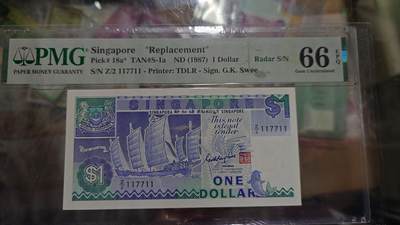 PMG
PAPER MONEY GUARANTY
Singapore "Replacement"
Pick# 18a* TAN#S-1a ND (1987) 1 Dollar
S/N Z/2 117711 - Printer: TDLR - Sign. G.K. Swee
Radar S/N
66 EPQ
Gem Uncirculated
$1
Z/2 117711
This note is legal
tender
$1
Z/2 117711
ONE
DOLLAR